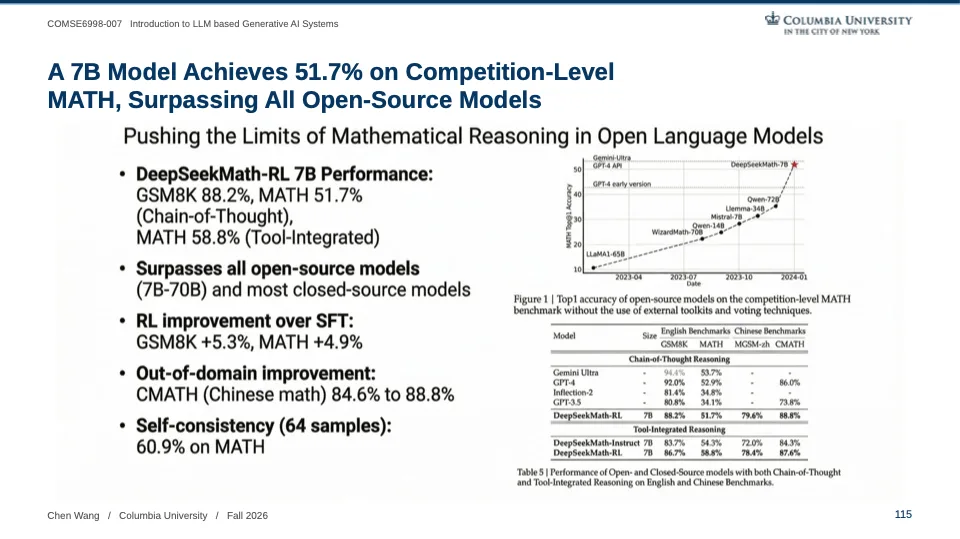 COMSE6998-007 Introduction to LLM based Generative AI Systems
COLUMBIA UNIVERSITY
IN THE CITY OF NEW YORK
A 7B Model Achieves 51.7% on Competition-Level
MATH, Surpassing All Open-Source Models
Pushing the Limits of Mathematical Reasoning in Open Language Models
• DeepSeekMath-RL 7B Performance:
GSM8K 88.2%, MATH 51.7%
(Chain-of-Thought),
MATH 58.8% (Tool-Integrated)
• Surpasses all open-source models
(7B-70B) and most closed-source models
• RL improvement over SFT:
GSM8K +5.3%, MATH +4.9%
• Out-of-domain improvement:
CMATH (Chinese math) 84.6% to 88.8%
• Self-consistency (64 samples):
60.9% on MATH
MATH Top@1 Accuracy
50
40
30
20
10
Gemini-Ultra
GPT-4 API
GPT-4 early version
DeepSeekMath-7B
Qwen-72B
Llemma-34B
Mistral-7B
Qwen-14B
WizardMath-70B
LLaMA1-65B
2023-04 2023-07 2023-10 2024-01
Date
Figure 1 | Top1 accuracy of open-source models on the competition-level MATH
benchmark without the use of external toolkits and voting techniques.
Model Size English Benchmarks Chinese Benchmarks
GSM8K MATH MGSM-zh CMATH
Chain-of-Thought Reasoning
Gemini Ultra - 94.4% 53.7% - -
GPT-4 - 92.0% 52.9% - 86.0%
Inflection-2 - 81.4% 34.8% - -
GPT-3.5 - 80.8% 34.1% - 73.8%
DeepSeekMath-RL 7B 88.2% 51.7% 79.6% 88.8%
Tool-Integrated Reasoning
DeepSeekMath-Instruct 7B 83.7% 54.3% 72.0% 84.3%
DeepSeekMath-RL 7B 86.7% 58.8% 78.4% 87.6%
Table 5 | Performance of Open- and Closed-Source models with both Chain-of-Thought
and Tool-Integrated Reasoning on English and Chinese Benchmarks.
Chen Wang / Columbia University / Fall 2026
115